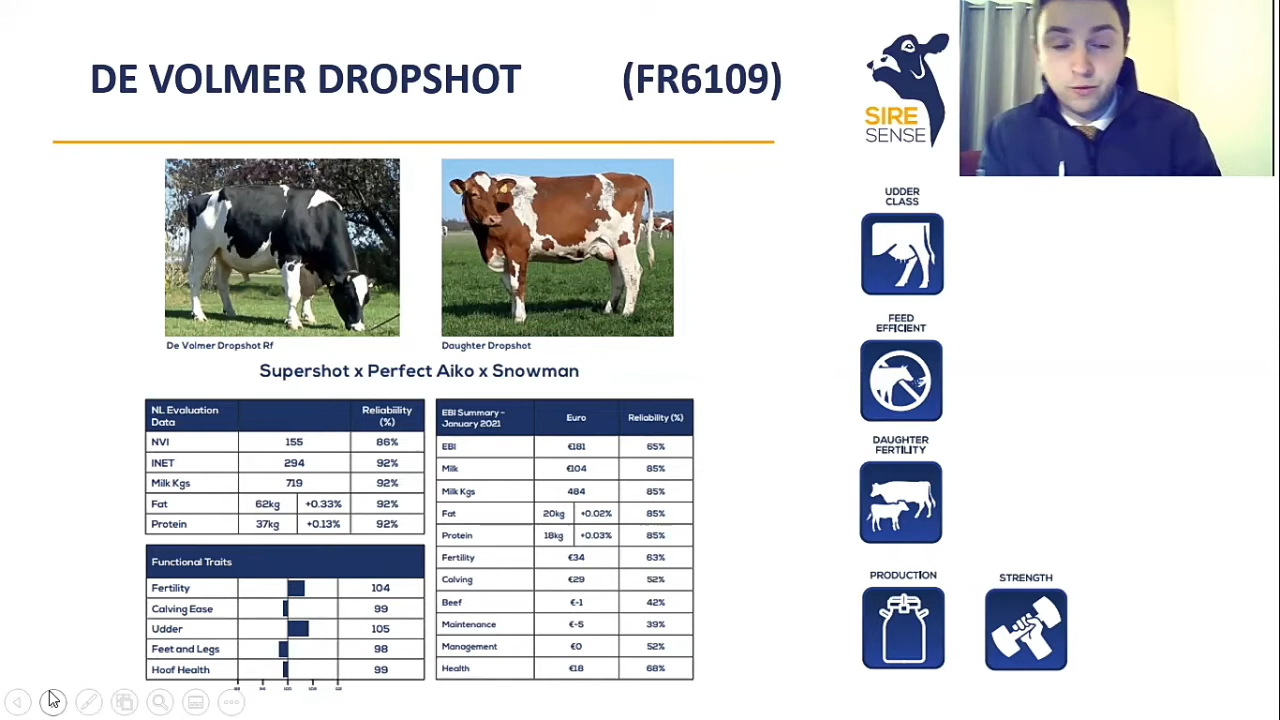 DE VOLMER DROPSHOT (FR6109)
SIRE
SENSE
De Volmer Dropshot Rf
Daughter Dropshot
Supershot x Perfect Aiko x Snowman
NL Evaluation
Data
Reliability
(%)
NVI 155 86%
INET 294 92%
Milk Kgs 719 92%
Fat 62kg +0.33% 92%
Protein 37kg +0.13% 92%
Functional Traits
Fertility 104
Calving Ease 99
Udder 105
Feet and Legs 98
Hoof Health 99
EBI Summary -
January 2021
Euro Reliability (%)
EBI €181 65%
Milk €104 85%
Milk Kgs 484 85%
Fat 20kg +0.02% 85%
Protein 18kg +0.03% 85%
Fertility €34 63%
Calving €29 52%
Beef €-1 42%
Maintenance €-5 39%
Management €0 52%
Health €18 68%
UDDER
CLASS
FEED
EFFICIENT
DAUGHTER
FERTILITY
PRODUCTION
STRENGTH